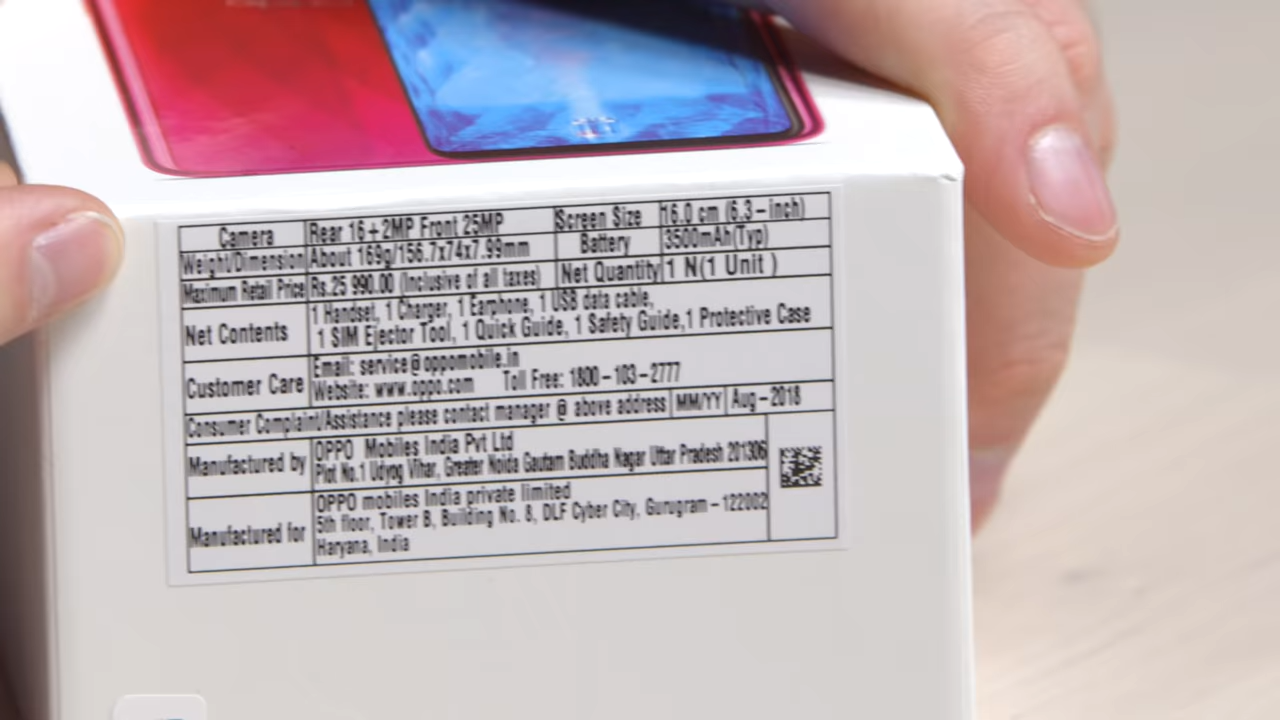 Camera Rear 16+2MP Front 25MP Screen Size 16.0 cm (6.3-inch)
Weight/Dimension About 169g/156.7x74x7.99mm Battery 3500mAh(Typ)
Maximum Retail Price Rs.25 990.00 (Inclusive of all taxes) Net Quantity 1 N(1 Unit )
Net Contents 1 Handset, 1 Charger, 1 Earphone, 1 USB data cable,
1 SIM Ejector Tool, 1 Quick Guide, 1 Safety Guide,1 Protective Case
Customer Care Email: service@oppomobile.in
Website: www.oppo.com Toll Free: 1800-103-2777
Consumer Complaint/Assistance please contact manager @ above address MM/YY Aug-2018
Manufactured by OPPO Mobiles India Pvt Ltd
Plot No.1 Udyog Vihar, Greater Noida Gautam Buddha Nagar Uttar Pradesh 201306
Manufactured for OPPO mobiles India private limited
5th floor, Tower B, Building No. 8, DLF Cyber City, Gurugram-122002
Haryana, India